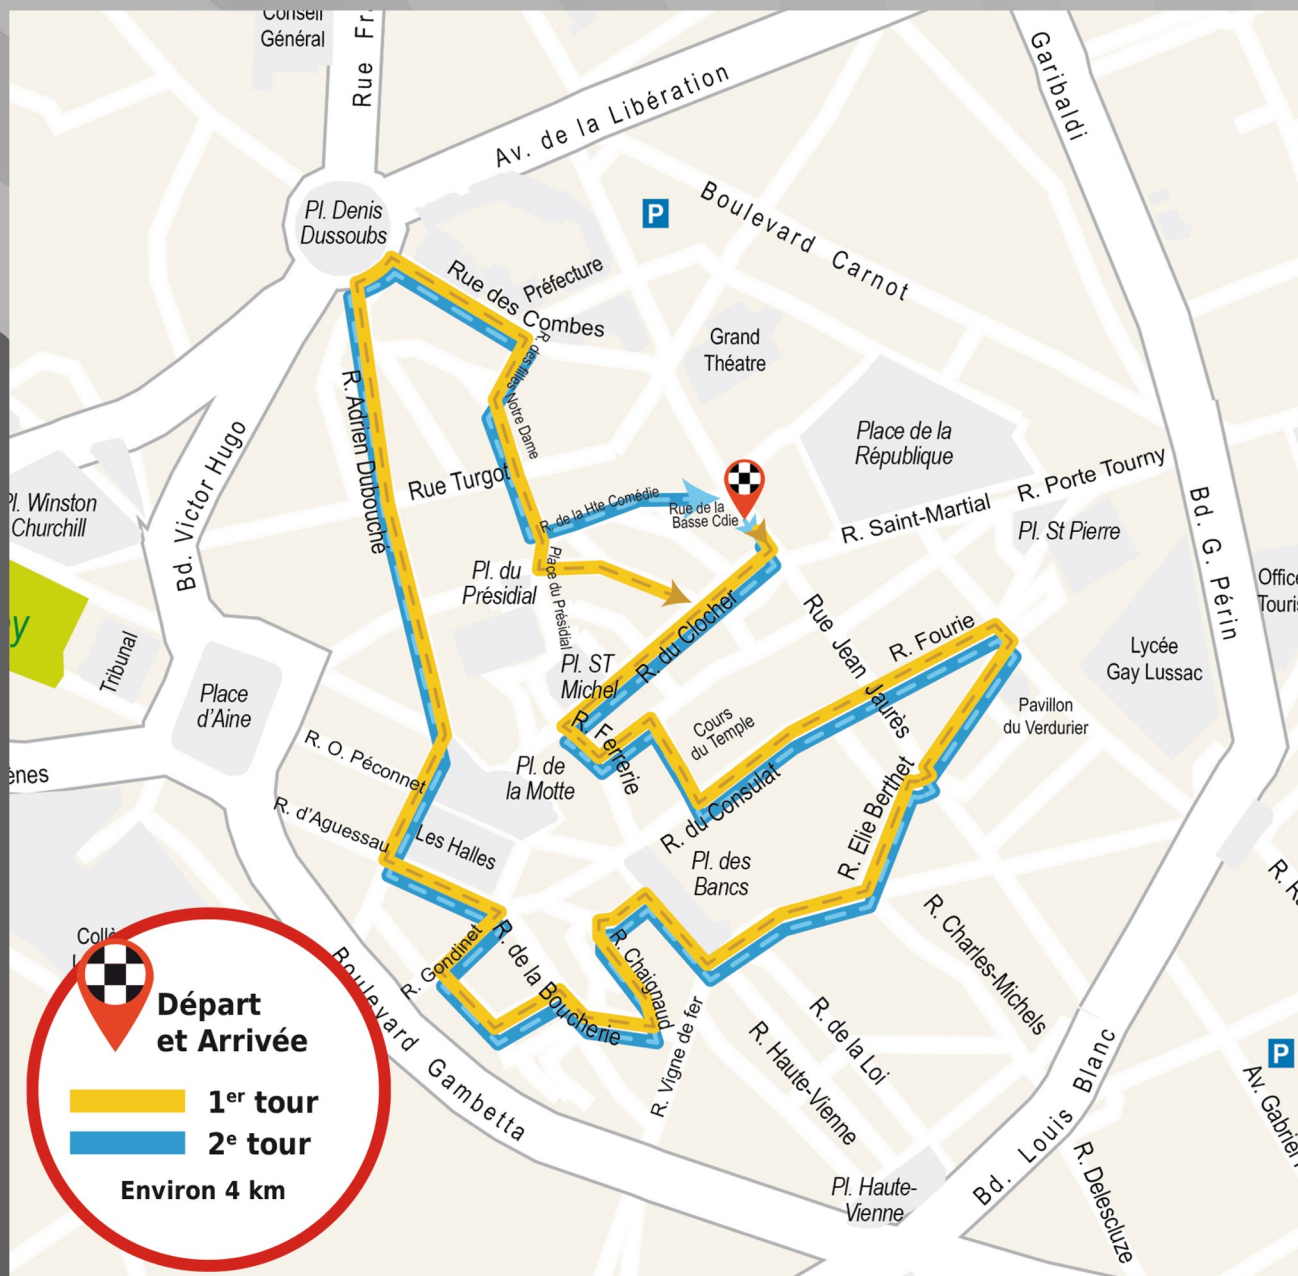 Conseil
Général
Rue
Av. de la Libération
Garibaldi
Pl. Denis
Dussoubs
P
Boulevard Carnot
Rue des Combes
Préfecture
Grand
Théatre
R. des filles Notre Dame
R. Adrien Dubouché
Rue Turgot
Place de la
République
Pl. Winston
Churchill
Bd. Victor Hugo
R. de la Hte Comédie
Rue de la
Basse Cdie
R. Saint-Martial
R. Porte Tourny
Pl. St Pierre
Bd. G. Périn
Pl. du
Présidial
Place du Présidial
Office
Lycée
Gay Lussac
Tribunal
Pl. ST
Michel
R. du Clocher
Rue Jean Jaurès
R. Fourie
Place
d'Aine
Pavillon
du Verdurier
Cours
du Temple
R. Ferrerie
R. O. Péconnet
Pl. de
la Motte
R. d'Aguessau
Les Halles
R. du Consulat
R. Elie Berthet
Pl. des
Bancs
R. Charles-Michels
R. Gondinet
R. de la Boucherie
R. Chaignaud
R. Vigne de fer
R. Haute-Vienne
R. de la Loi
Boulevard Gambetta
Bd. Louis Blanc
P
Av. Gabriel
R. Delescluze
Pl. Haute-
Vienne
Départ
et Arrivée
1er tour
2e tour
Environ 4 km